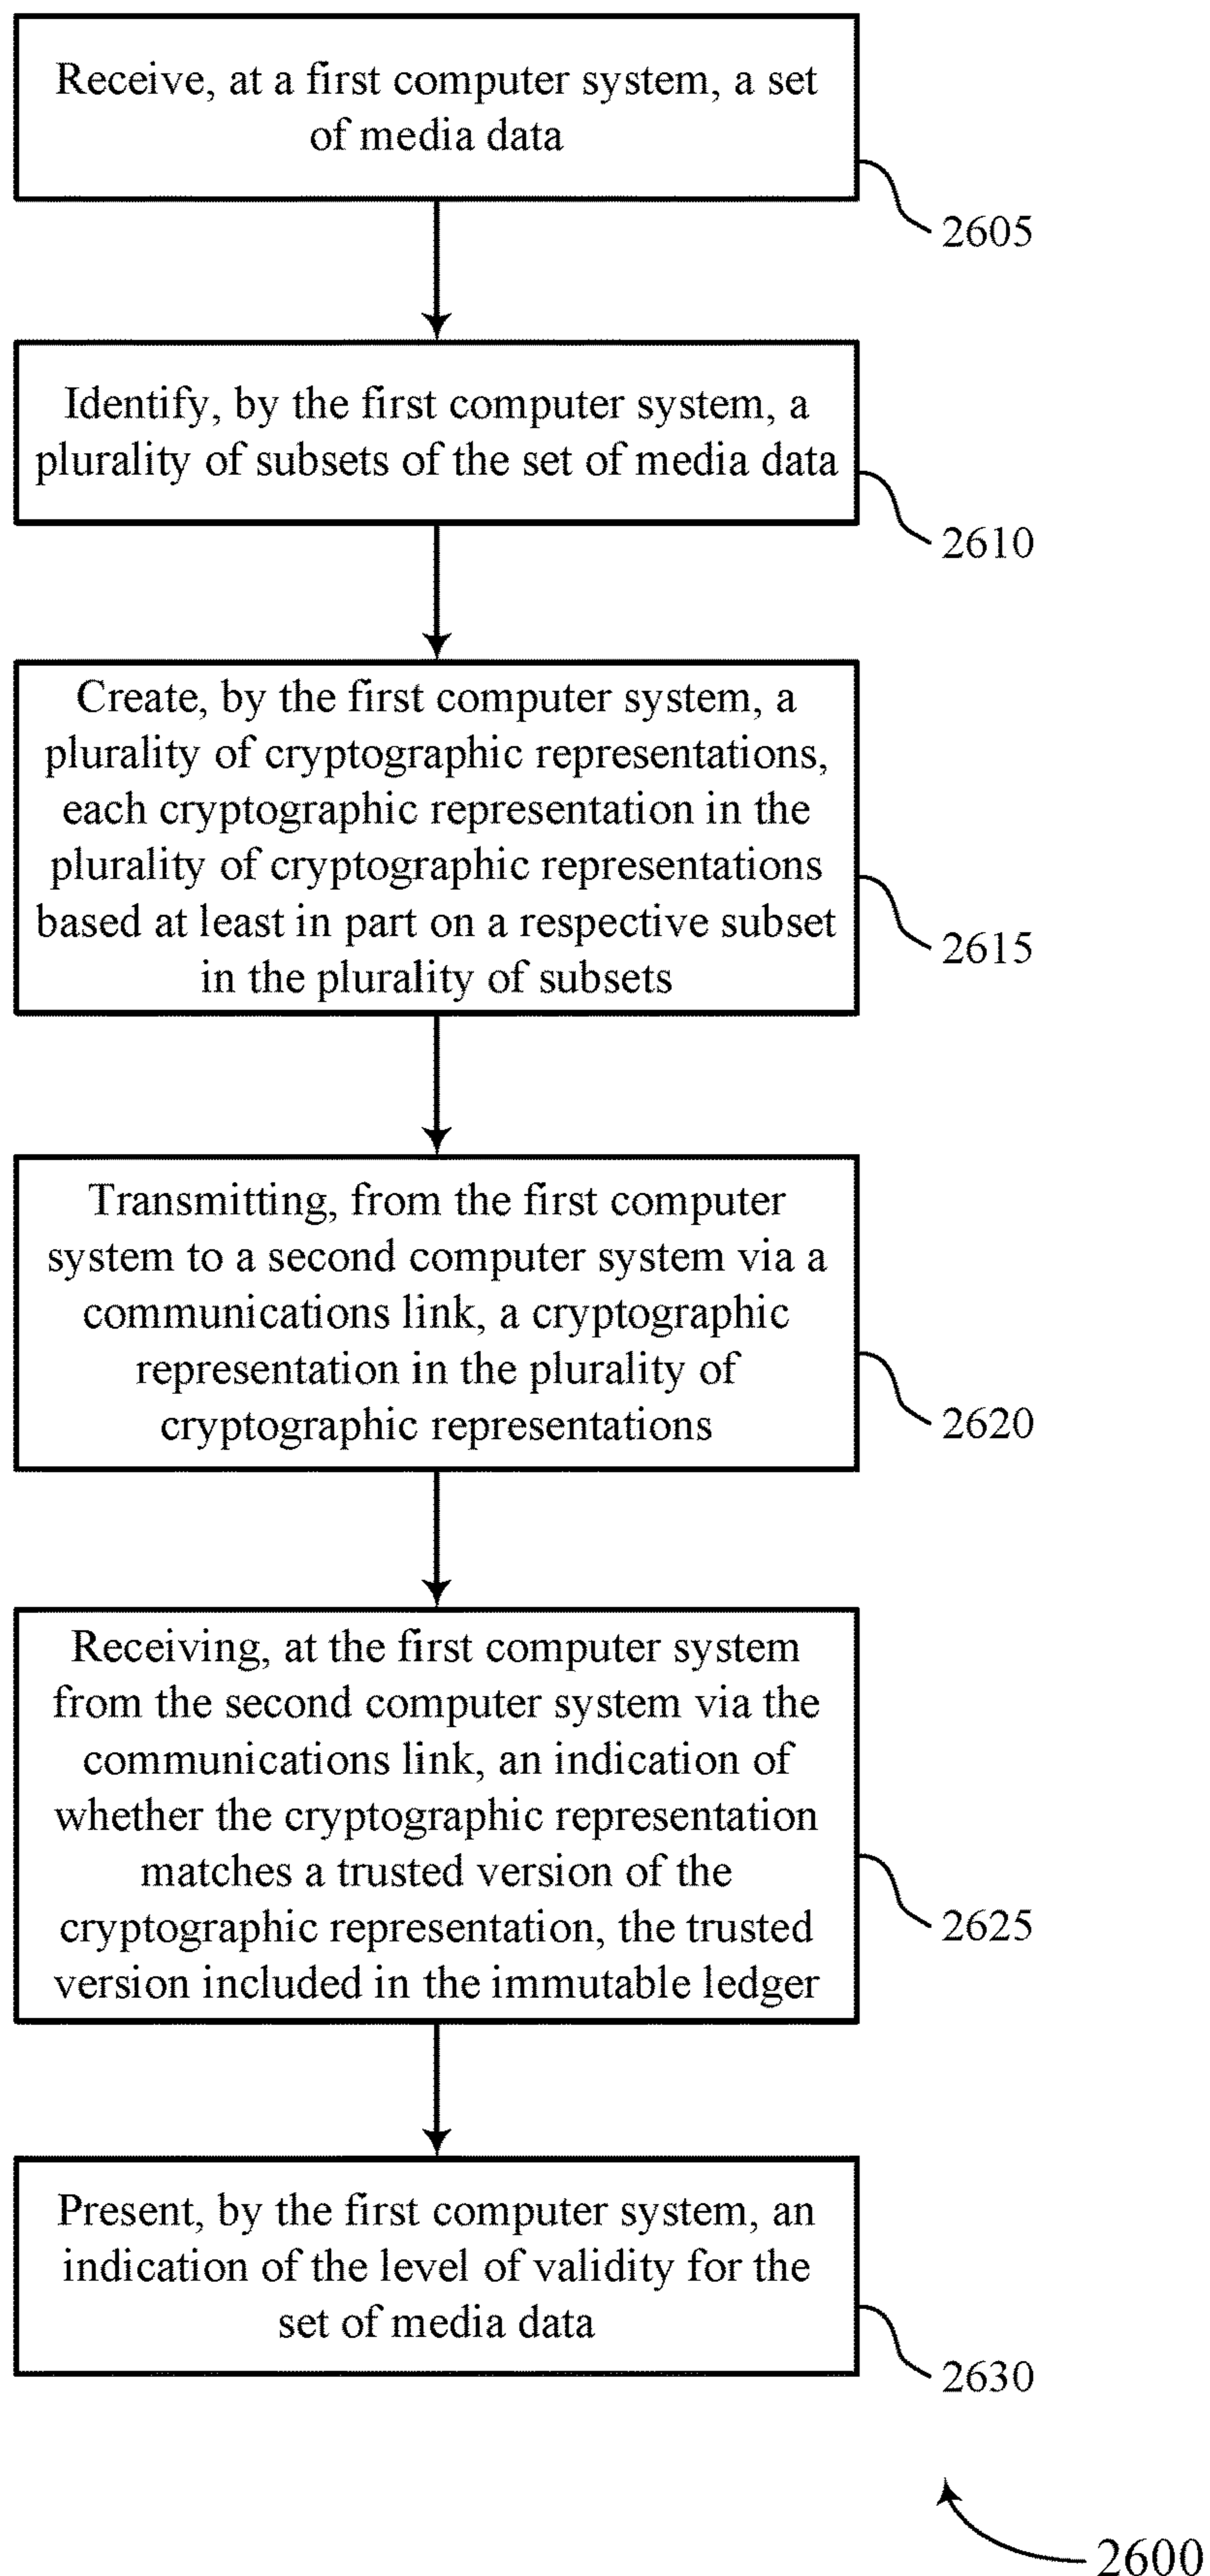 Receive, at a first computer system, a set
of media data
2605
Identify, by the first computer system, a
plurality of subsets of the set of media data
2610
Create, by the first computer system, a
plurality of cryptographic representations,
each cryptographic representation in the
plurality of cryptographic representations
based at least in part on a respective subset
in the plurality of subsets
2615
Transmitting, from the first computer
system to a second computer system via a
communications link, a cryptographic
representation in the plurality of
cryptographic representations
2620
Receiving, at the first computer system
from the second computer system via the
communications link, an indication of
whether the cryptographic representation
matches a trusted version of the
cryptographic representation, the trusted
version included in the immutable ledger
2625
Present, by the first computer system, an
indication of the level of validity for the
set of media data
2630
2600